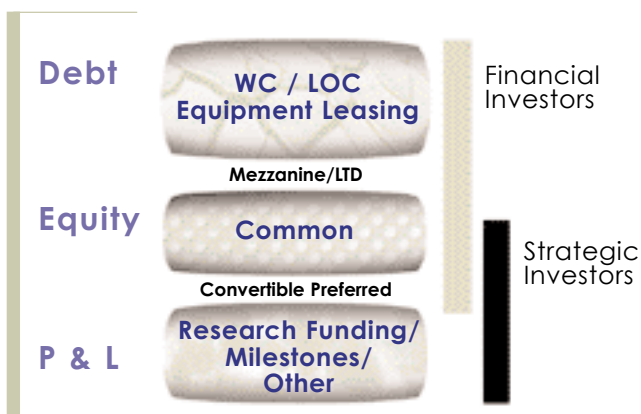 Debt
WC / LOC
Equipment Leasing
Financial
Investors
Mezzanine/LTD
Equity
Common
Strategic
Investors
Convertible Preferred
P & L
Research Funding/
Milestones/
Other